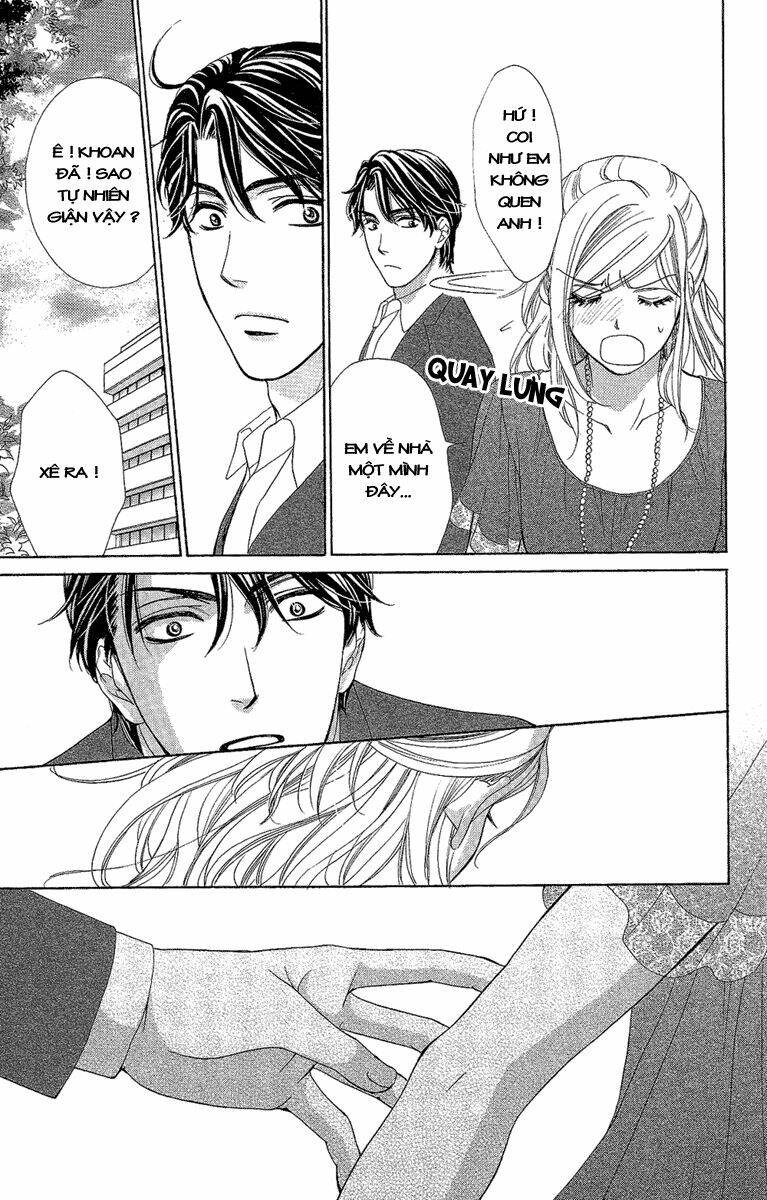 HỨ !
COI
NHƯ EM
KHÔNG
QUEN
ANH !
QUAY LƯNG
EM VỀ NHÀ
MỘT MÌNH
ĐÂY...
Ê ! KHOAN
ĐÃ ! SAO
TỰ NHIÊN
GIẬN VẬY ?
XÊ RA !